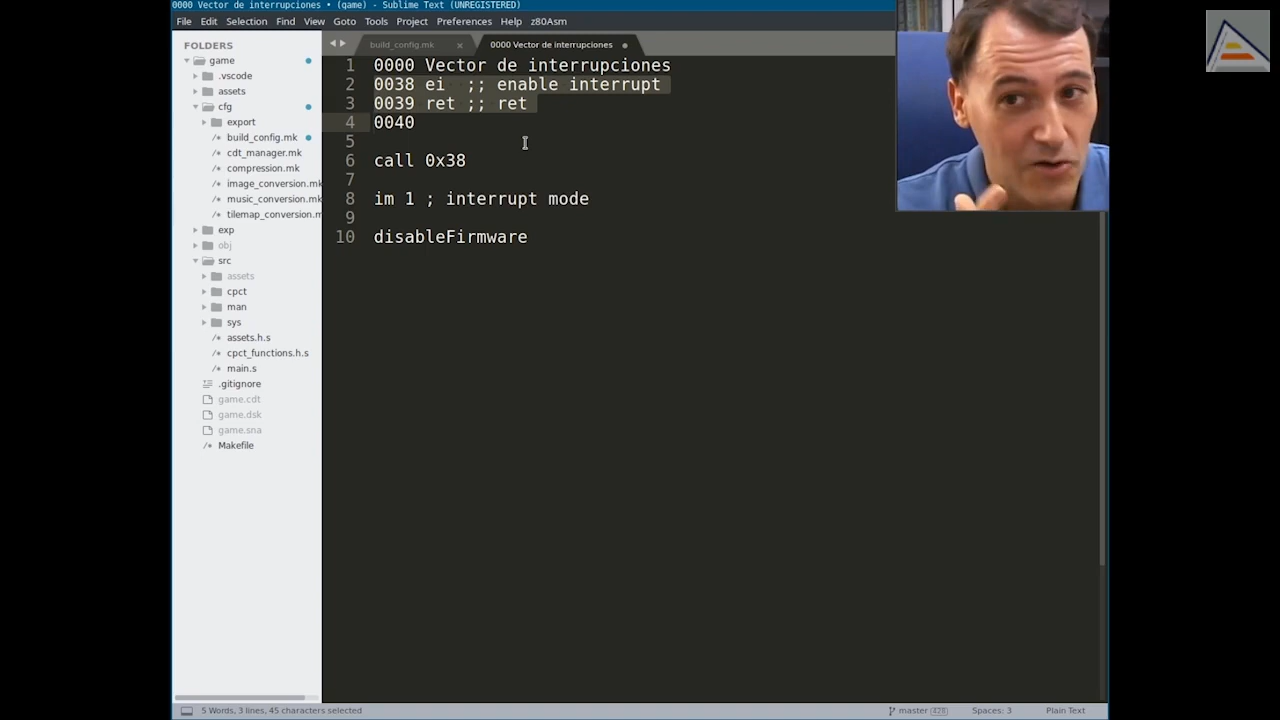 0000 Vector de interrupciones • (game) - Sublime Text (UNREGISTERED)
File Edit Selection Find View Goto Tools Project Preferences Help z80Asm
FOLDERS
game
.vscode
assets
cfg
export
build_config.mk
cdt_manager.mk
compression.mk
image_conversion.mk
music_conversion.mk
tilemap_conversion.m
exp
obj
src
assets
cpct
man
sys
assets.h.s
cpct_functions.h.s
main.s
.gitignore
game.cdt
game.dsk
game.sna
Makefile
build_config.mk × 0000 Vector de interrupciones
1 0000 Vector de interrupciones
2 0038 ei ;; enable interrupt
3 0039 ret ;; ret
4 0040
5
6 call 0x38
7
8 im 1 ; interrupt mode
9
10 disableFirmware
5 Words, 3 lines, 45 characters selected master Spaces: 3 Plain Text